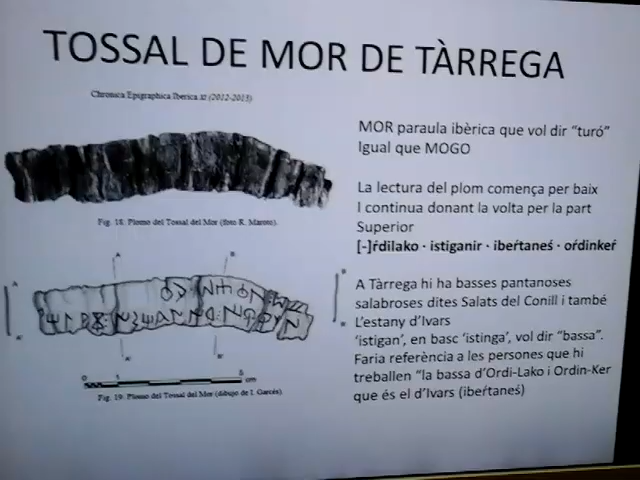 TOSSAL DE MOR DE TÀRREGA
Chronica Epigraphica Iberica XI (2012-2013)
Fig. 18: Plomo del Tossal del Mor (foto R. Maroto).
A
B
A
B
A'
B'
A'
B'
0 1 5
cm
Fig. 19: Plomo del Tossal del Mor (dibujo de I. Garcés).
MOR paraula ibèrica que vol dir "turó"
Igual que MOGO
La lectura del plom comença per baix
I continua donant la volta per la part
Superior
[-]ŕdilako · istiganir · ibeŕtaneś · oŕdinkeŕ
A Tàrrega hi ha basses pantanoses
salabroses dites Salats del Conill i també
L'estany d'Ivars
'istigan', en basc 'istinga', vol dir "bassa".
Faria referència a les persones que hi
treballen "la bassa d'Ordi-Lako i Ordin-Ker
que és el d'Ivars (ibeŕtaneś)